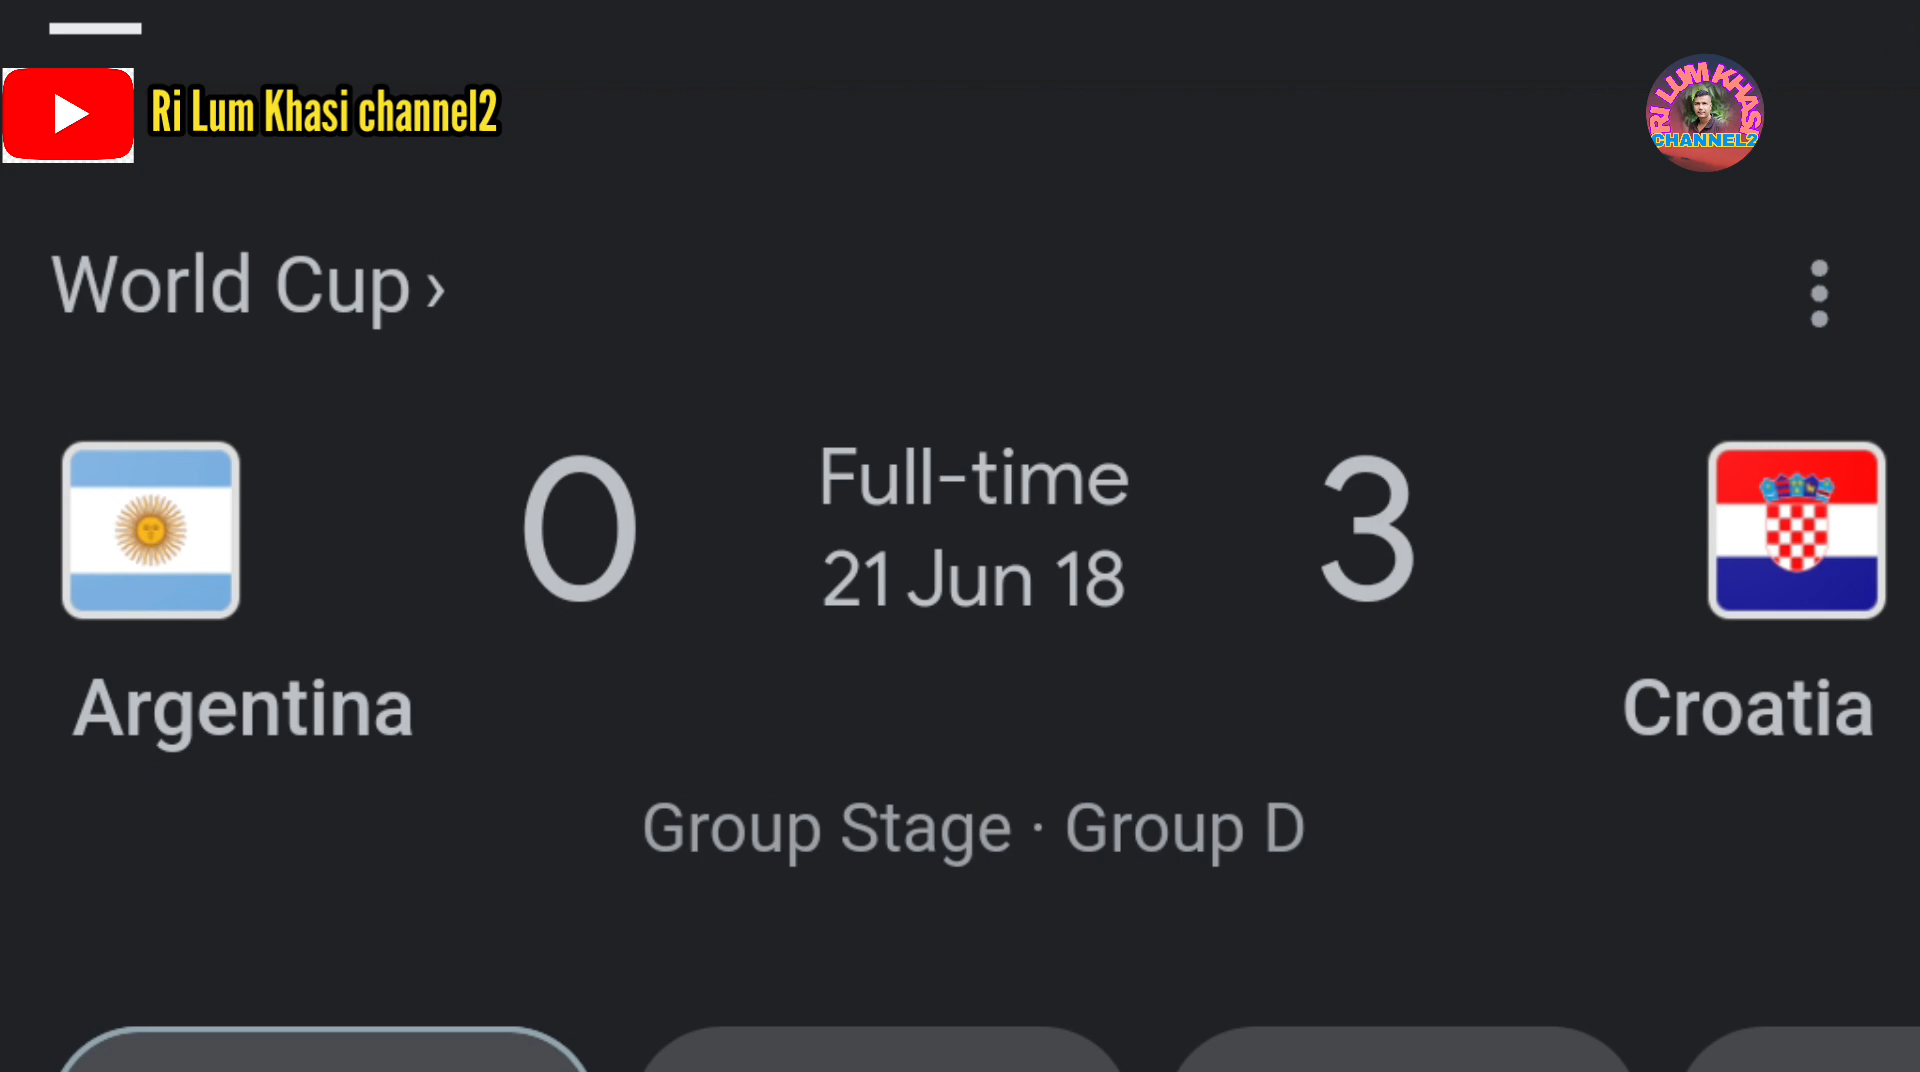 Ri Lum Khasi channel2
RI LUM KHASI
CHANNEL2
World Cup ›
0 Full-time 3
21 Jun 18
Argentina Croatia
Group Stage · Group D